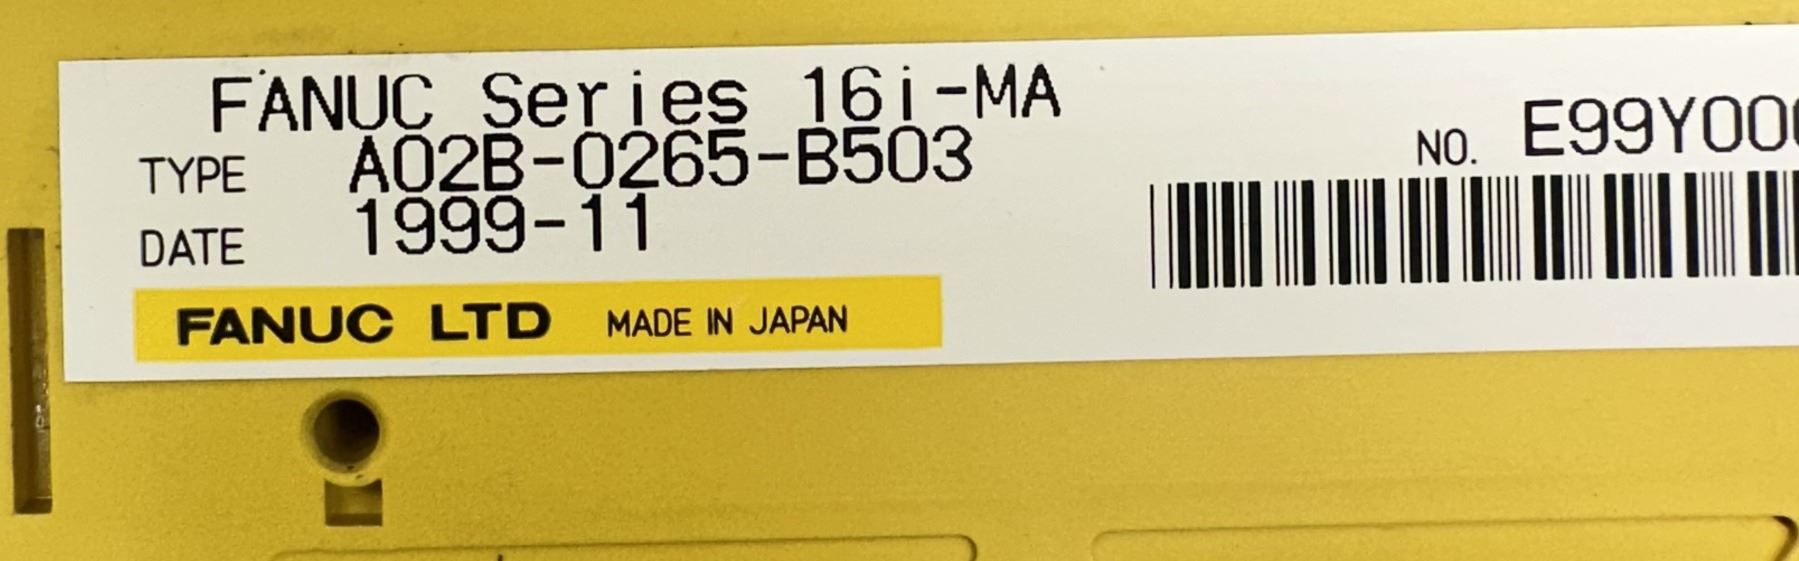 FANUC Series 16i-MA
TYPE A02B-0265-B503
DATE 1999-11
NO. E99Y00
FANUC LTD MADE IN JAPAN